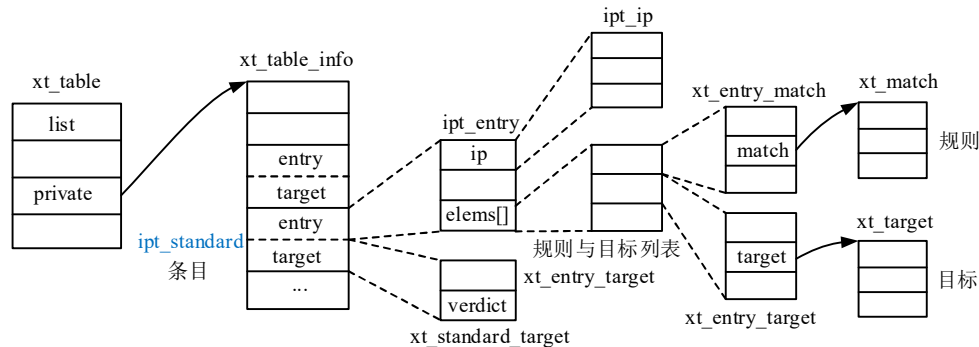 ipt_ip
xt_table_info
xt_table
xt_entry_match
xt_match
list
ipt_entry
ip
entry
match
规则
private
target
elems[]
entry
ipt_standard
规则与目标列表
xt_target
条目
target
xt_entry_target
target
目标
...
verdict
xt_entry_target
xt_standard_target